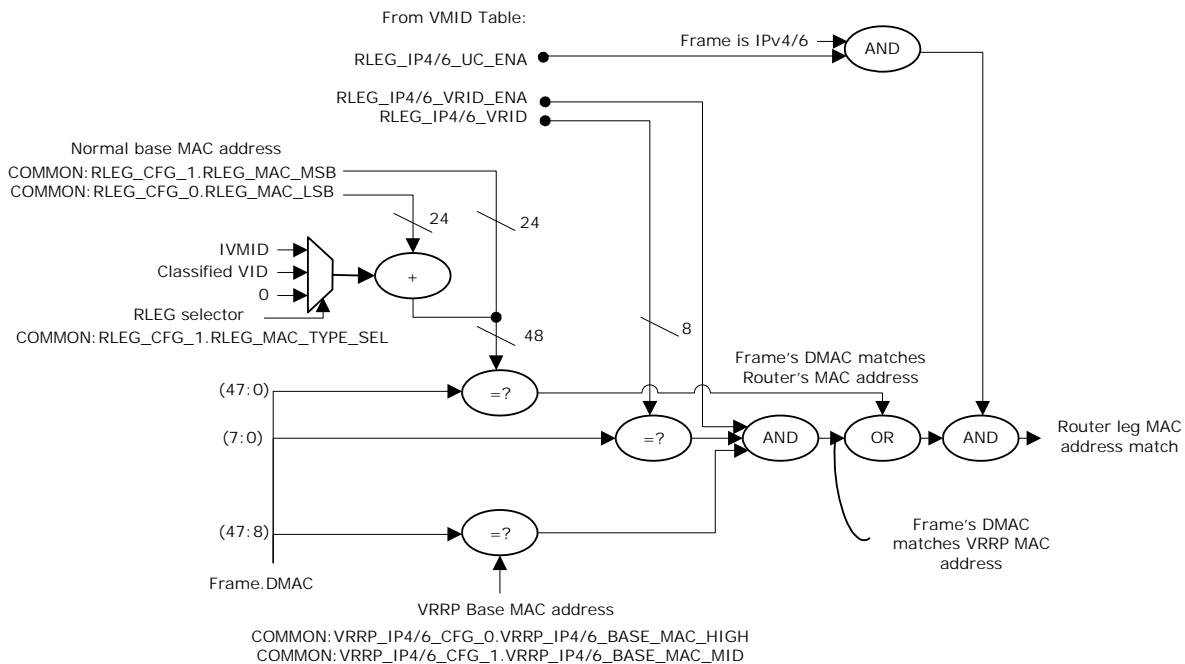 From VMID Table:
Frame is IPv4/6
AND
RLEG_IP4/6_UC_ENA
RLEG_IP4/6_VRID_ENA
RLEG_IP4/6_VRID
Normal base MAC address
COMMON:RLEG_CFG_1.RLEG_MAC_MSB
COMMON:RLEG_CFG_0.RLEG_MAC_LSB
24
24
IVMID
Classified VID
0
+
RLEG selector
COMMON:RLEG_CFG_1.RLEG_MAC_TYPE_SEL
48
8
Frame's DMAC matches
Router's MAC address
(47:0)
=?
(7:0)
=?
AND
OR
AND
Router leg MAC
address match
(47:8)
=?
Frame's DMAC
matches VRRP MAC
address
Frame.DMAC
VRRP Base MAC address
COMMON:VRRP_IP4/6_CFG_0.VRRP_IP4/6_BASE_MAC_HIGH
COMMON:VRRP_IP4/6_CFG_1.VRRP_IP4/6_BASE_MAC_MID